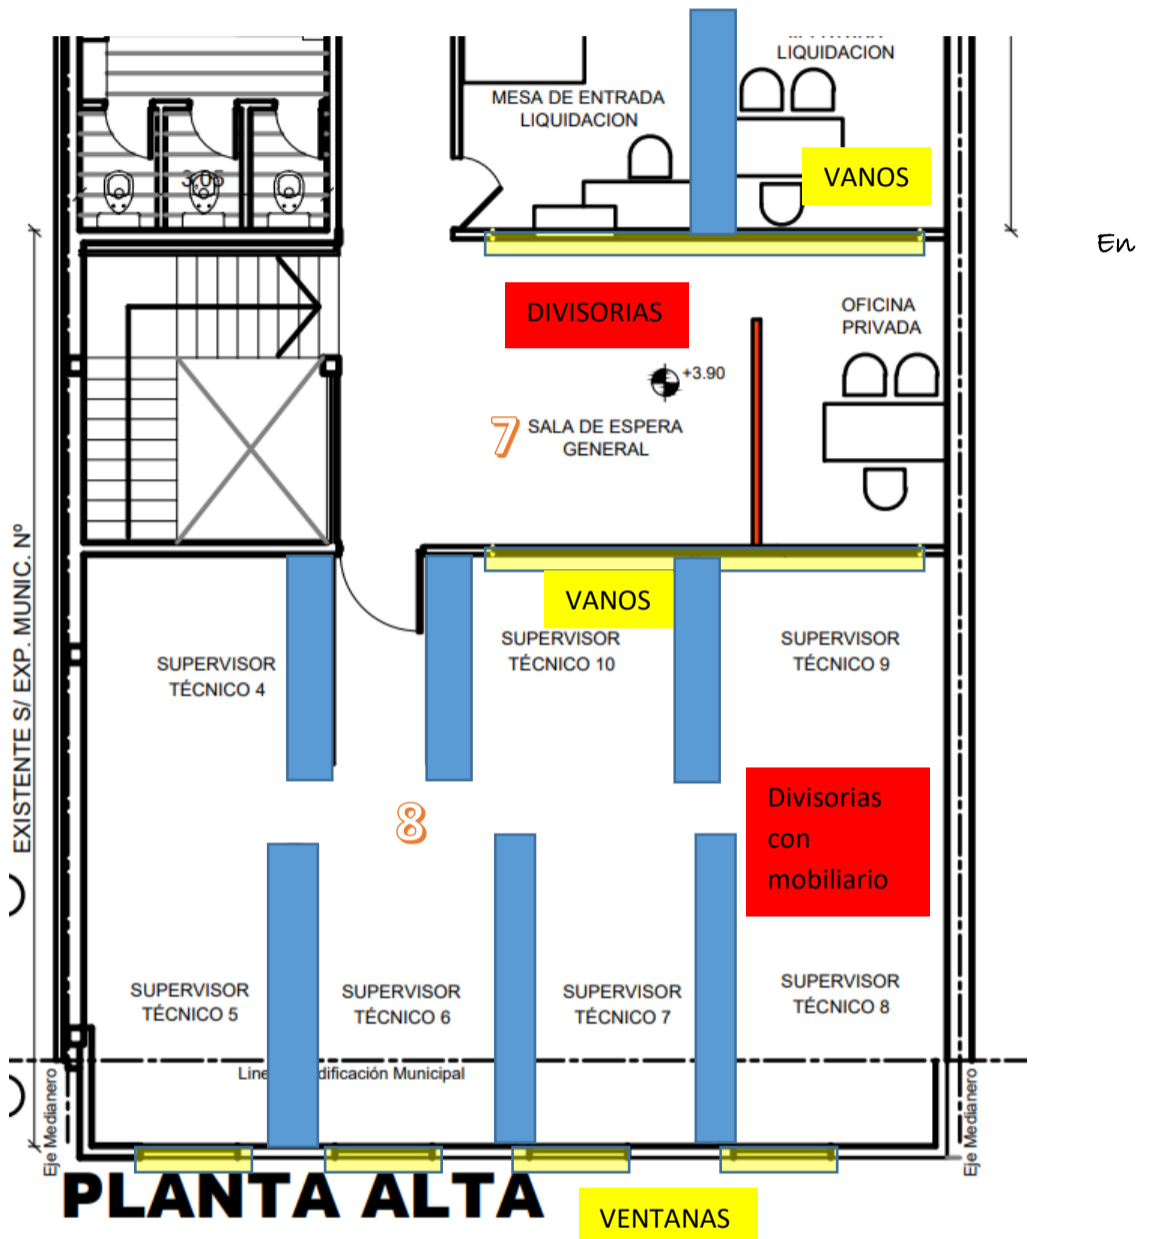 LIQUIDACION
MESA DE ENTRADA
LIQUIDACION
VANOS
3,05
En
DIVISORIAS
OFICINA
PRIVADA
+3.90
7
SALA DE ESPERA
GENERAL
EXISTENTE S/ EXP. MUNIC. Nº
VANOS
SUPERVISOR
TÉCNICO 4
SUPERVISOR
TÉCNICO 10
SUPERVISOR
TÉCNICO 9
8
Divisorias
con
mobiliario
SUPERVISOR
TÉCNICO 5
SUPERVISOR
TÉCNICO 6
SUPERVISOR
TÉCNICO 7
SUPERVISOR
TÉCNICO 8
Municipal
Eje Medianero
Eje Medianero
PLANTA ALTA
VENTANAS